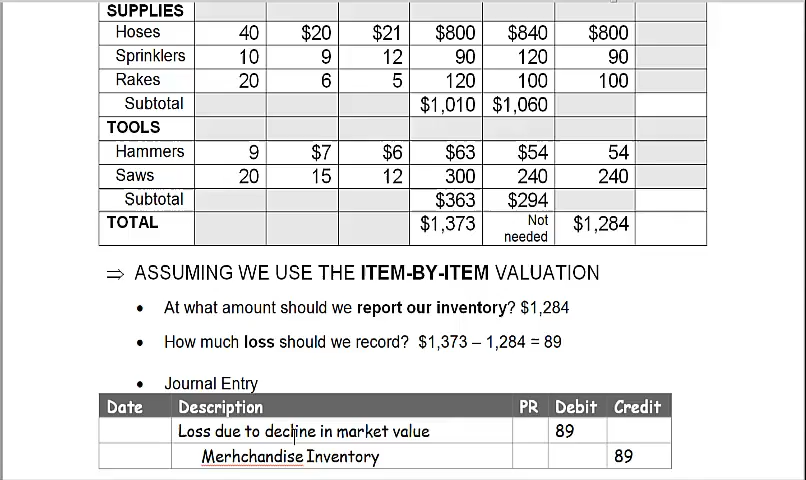 SUPPLIES
Hoses 40 $20 $21 $800 $840 $800
Sprinklers 10 9 12 90 120 90
Rakes 20 6 5 120 100 100
Subtotal $1,010 $1,060
TOOLS
Hammers 9 $7 $6 $63 $54 54
Saws 20 15 12 300 240 240
Subtotal $363 $294
TOTAL $1,373 Not needed $1,284
⇒ ASSUMING WE USE THE ITEM-BY-ITEM VALUATION
• At what amount should we report our inventory? $1,284
• How much loss should we record? $1,373 – 1,284 = 89
• Journal Entry
Date Description PR Debit Credit
Loss due to decline in market value 89
Merhchandise Inventory 89